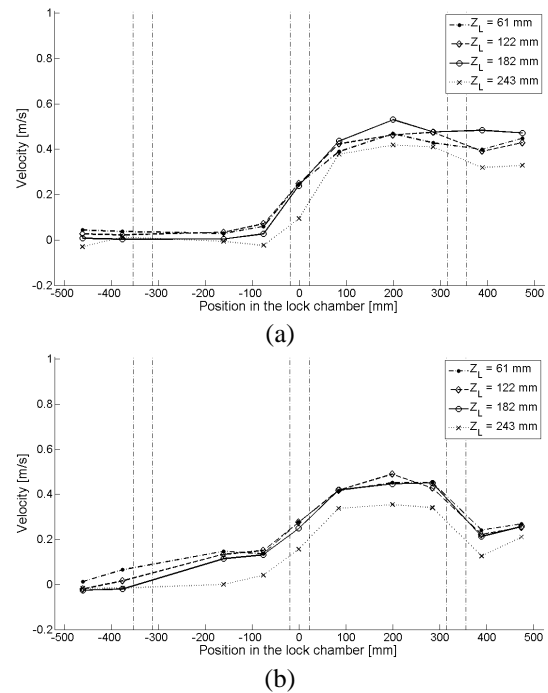 1
0.8
0.6
0.4
0.2
0
-0.2
Velocity [m/s]
-500 -400 -300 -200 -100 0 100 200 300 400 500
Position in the lock chamber [mm]
Z_L = 61 mm
Z_L = 122 mm
Z_L = 182 mm
Z_L = 243 mm
(a)
1
0.8
0.6
0.4
0.2
0
-0.2
Velocity [m/s]
-500 -400 -300 -200 -100 0 100 200 300 400 500
Position in the lock chamber [mm]
Z_L = 61 mm
Z_L = 122 mm
Z_L = 182 mm
Z_L = 243 mm
(b)